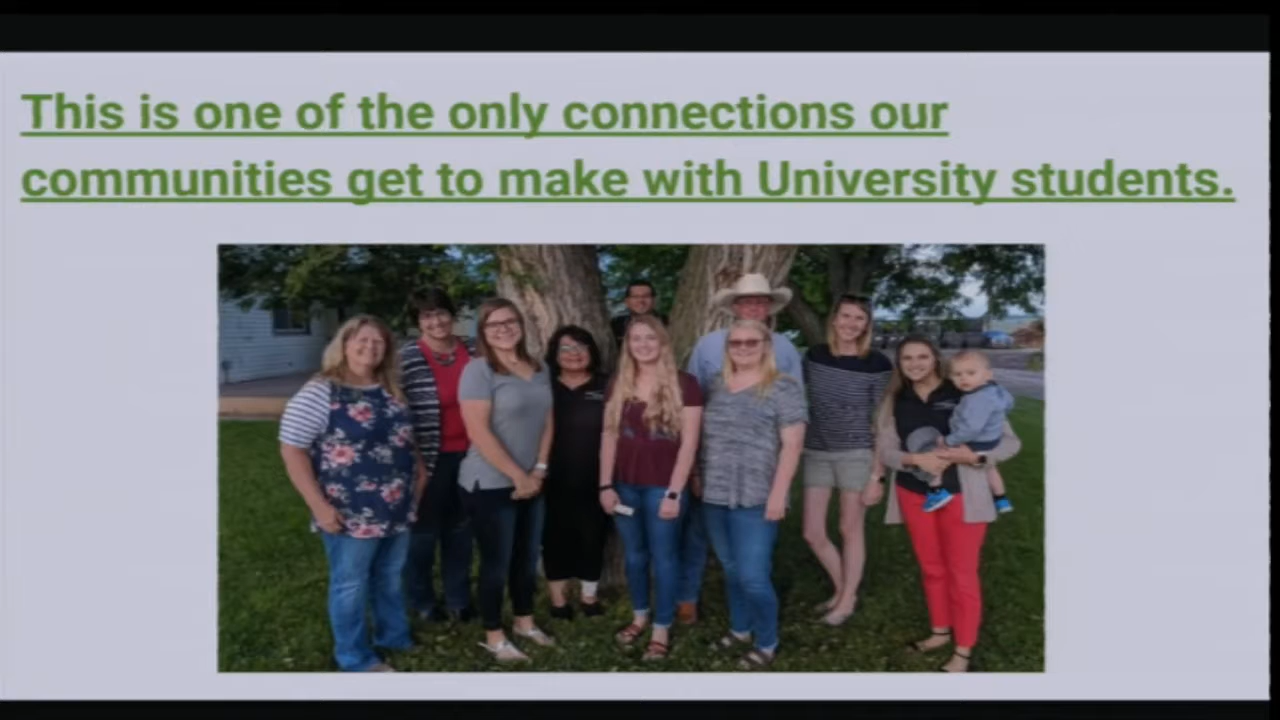 This is one of the only connections our
communities get to make with University students.